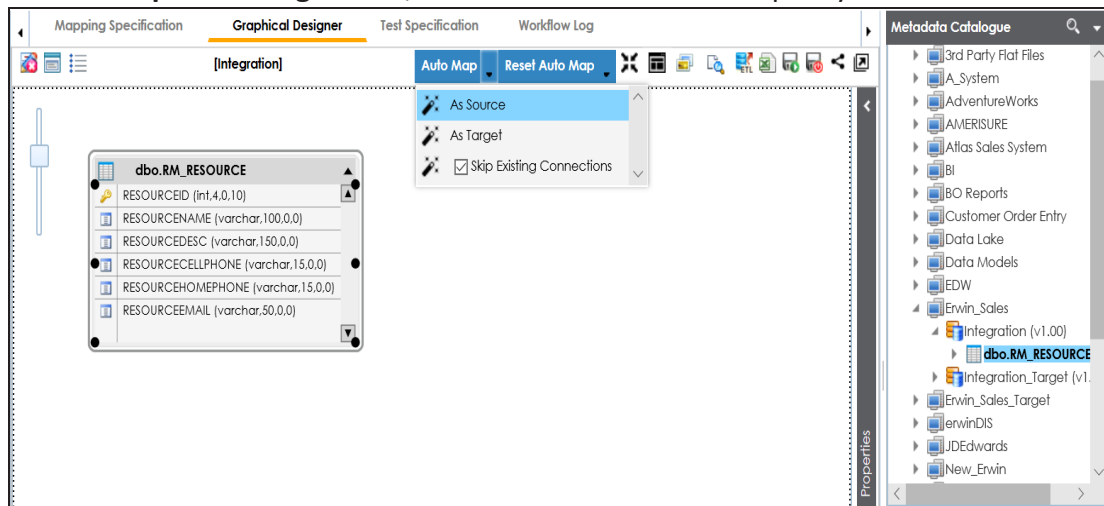 Mapping Specification Graphical Designer Test Specification Workflow Log
Metadata Catalogue
[Integration]
Auto Map Reset Auto Map
ETL
As Source
As Target
Skip Existing Connections
dbo.RM_RESOURCE
RESOURCEID (int,4,0,10)
RESOURCENAME (varchar,100,0,0)
RESOURCEDESC (varchar,150,0,0)
RESOURCECELLPHONE (varchar,15,0,0)
RESOURCEHOMEPHONE (varchar,15,0,0)
RESOURCEEMAIL (varchar,50,0,0)
Properties
3rd Party Flat Files
A_System
AdventureWorks
AMERISURE
Atlas Sales System
BI
BO Reports
Customer Order Entry
Data Lake
Data Models
EDW
Erwin_Sales
Integration (v1.00)
dbo.RM_RESOURCE
Integration_Target (v1.
Erwin_Sales_Target
erwinDIS
JDEdwards
New_Erwin